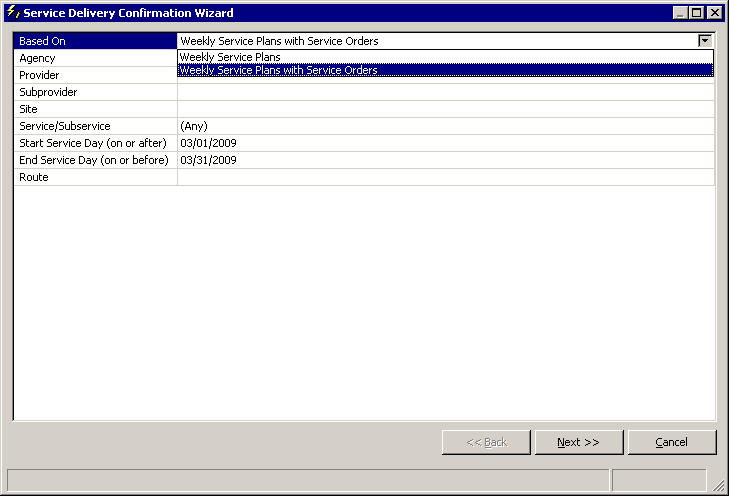 Service Delivery Confirmation Wizard
Based On Weekly Service Plans with Service Orders
Agency Weekly Service Plans
Provider Weekly Service Plans with Service Orders
Subprovider
Site
Service/Subservice (Any)
Start Service Day (on or after) 03/01/2009
End Service Day (on or before) 03/31/2009
Route
<< Back Next >> Cancel